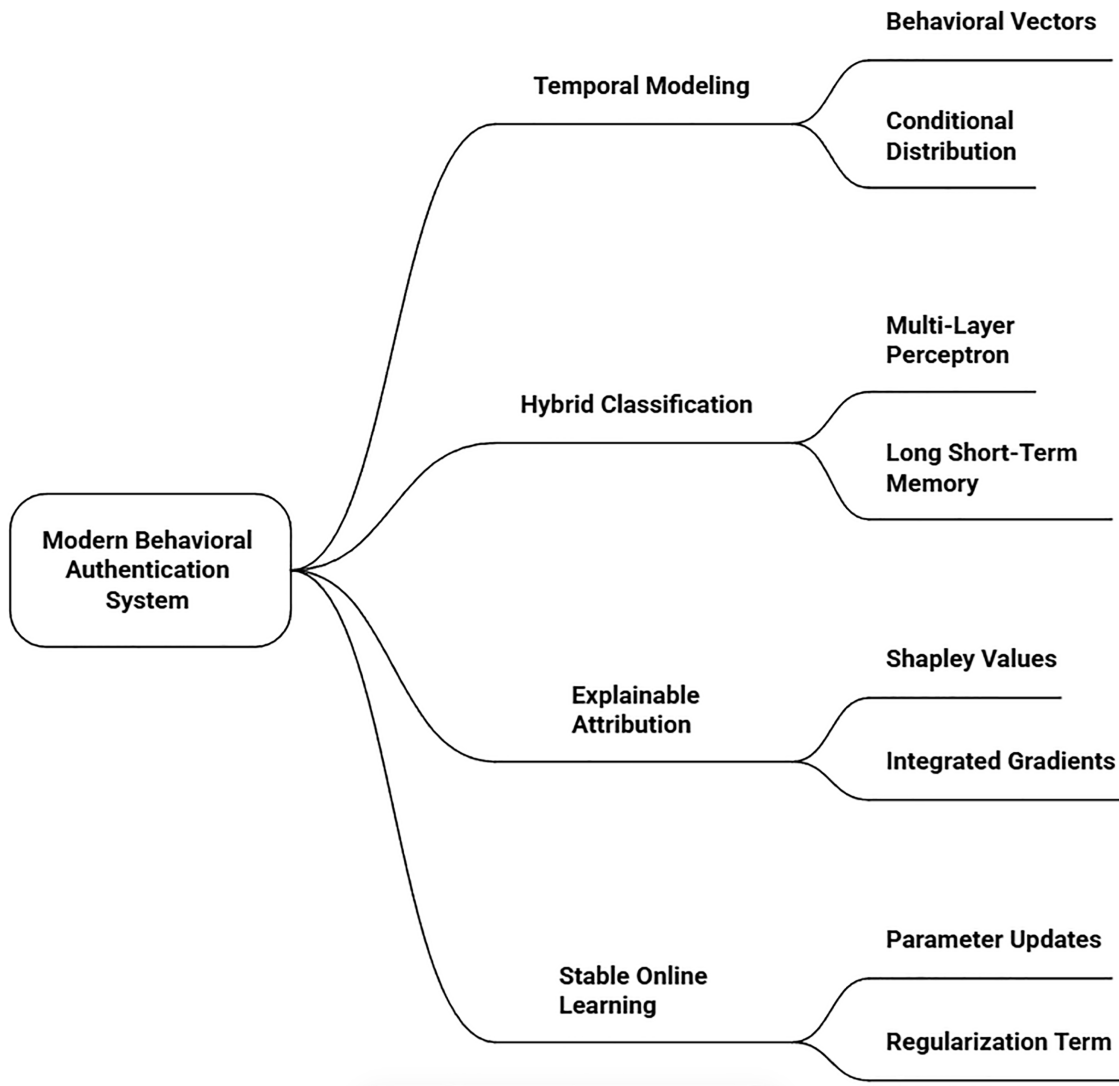 Modern Behavioral
Authentication
System
Temporal Modeling
Behavioral Vectors
Conditional
Distribution
Hybrid Classification
Multi-Layer
Perceptron
Long Short-Term
Memory
Explainable
Attribution
Shapley Values
Integrated Gradients
Stable Online
Learning
Parameter Updates
Regularization Term